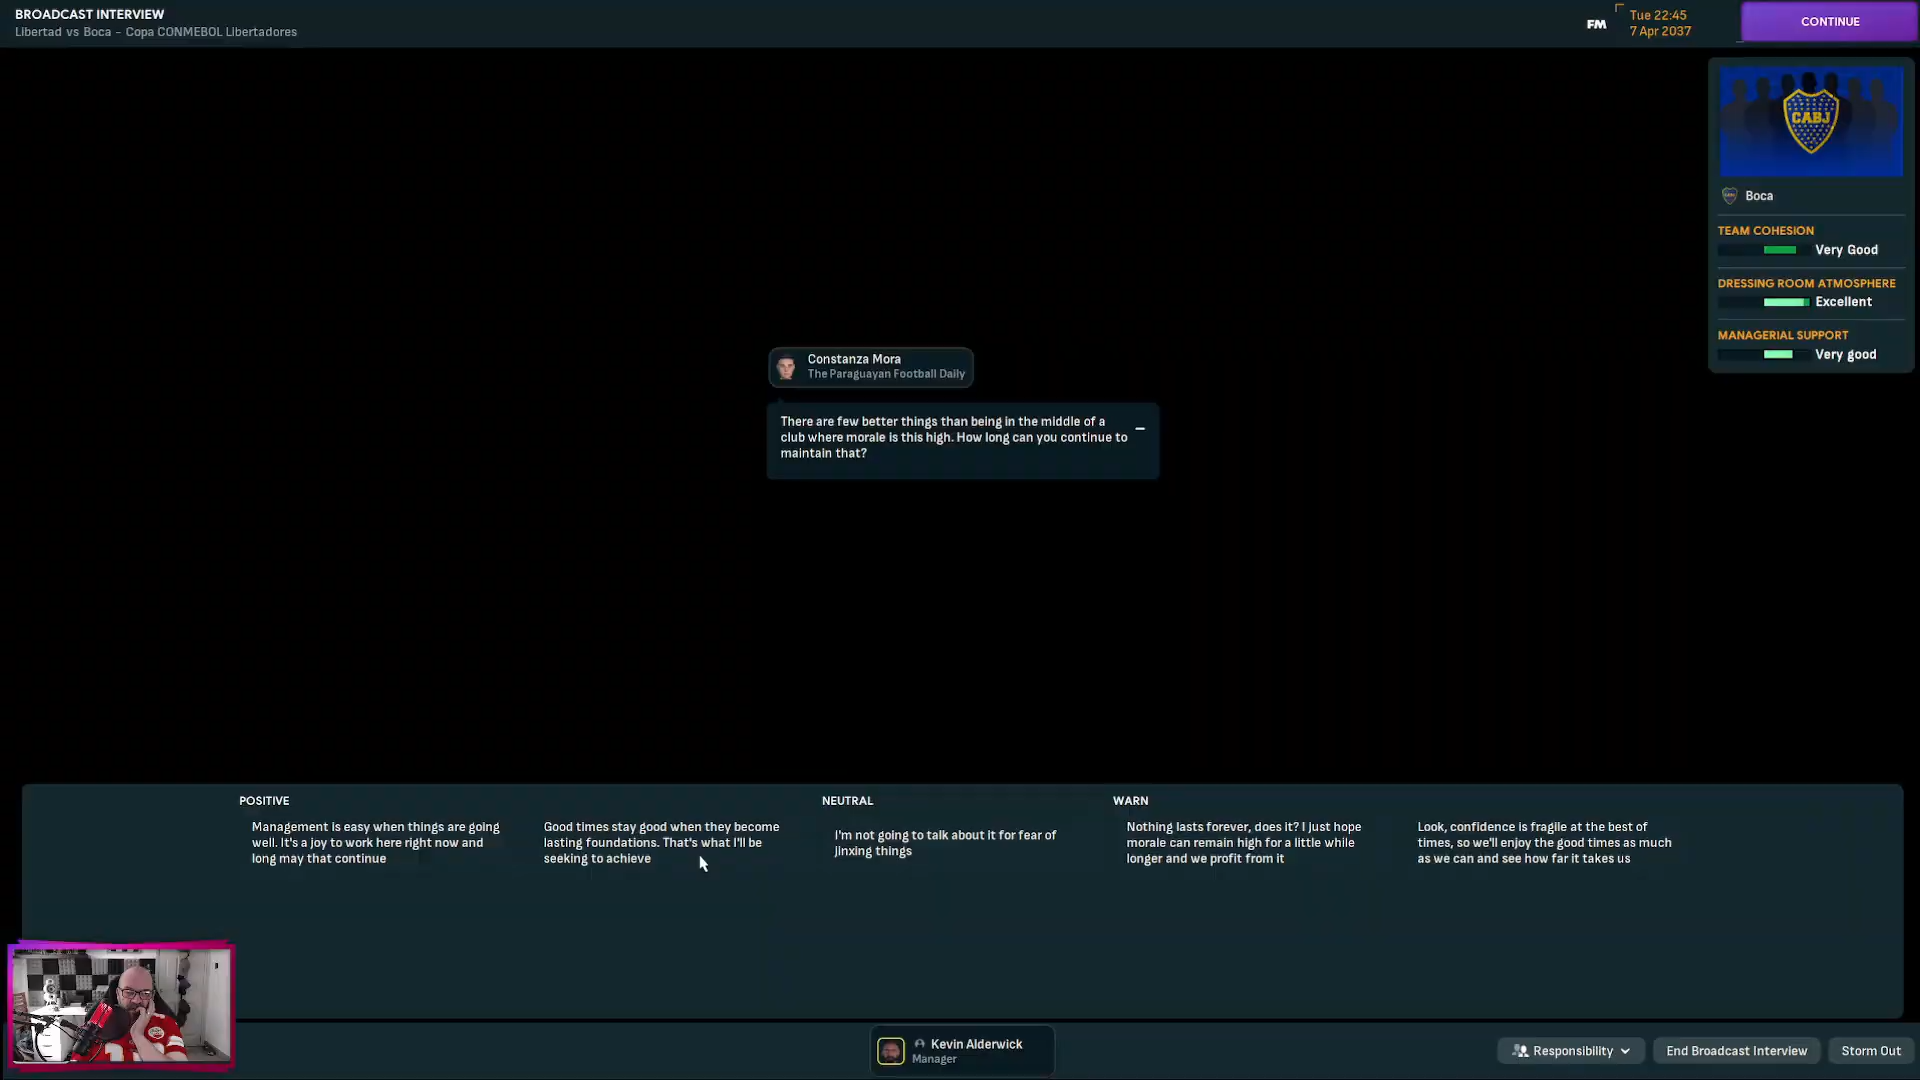 BROADCAST INTERVIEW
Libertad vs Boca - Copa CONMEBOL Libertadores
FM
Tue 22:45
7 Apr 2037
CONTINUE
CABJ
Boca
TEAM COHESION
Very Good
DRESSING ROOM ATMOSPHERE
Excellent
MANAGERIAL SUPPORT
Very good
Constanza Mora
The Paraguayan Football Daily
There are few better things than being in the middle of a
club where morale is this high. How long can you continue to
maintain that?
POSITIVE
Management is easy when things are going
well. It's a joy to work here right now and
long may that continue
Good times stay good when they become
lasting foundations. That's what I'll be
seeking to achieve
NEUTRAL
I'm not going to talk about it for fear of
jinxing things
WARN
Nothing lasts forever, does it? I just hope
morale can remain high for a little while
longer and we profit from it
Look, confidence is fragile at the best of
times, so we'll enjoy the good times as much
as we can and see how far it takes us
Kevin Alderwick
Manager
Responsibility
End Broadcast Interview
Storm Out